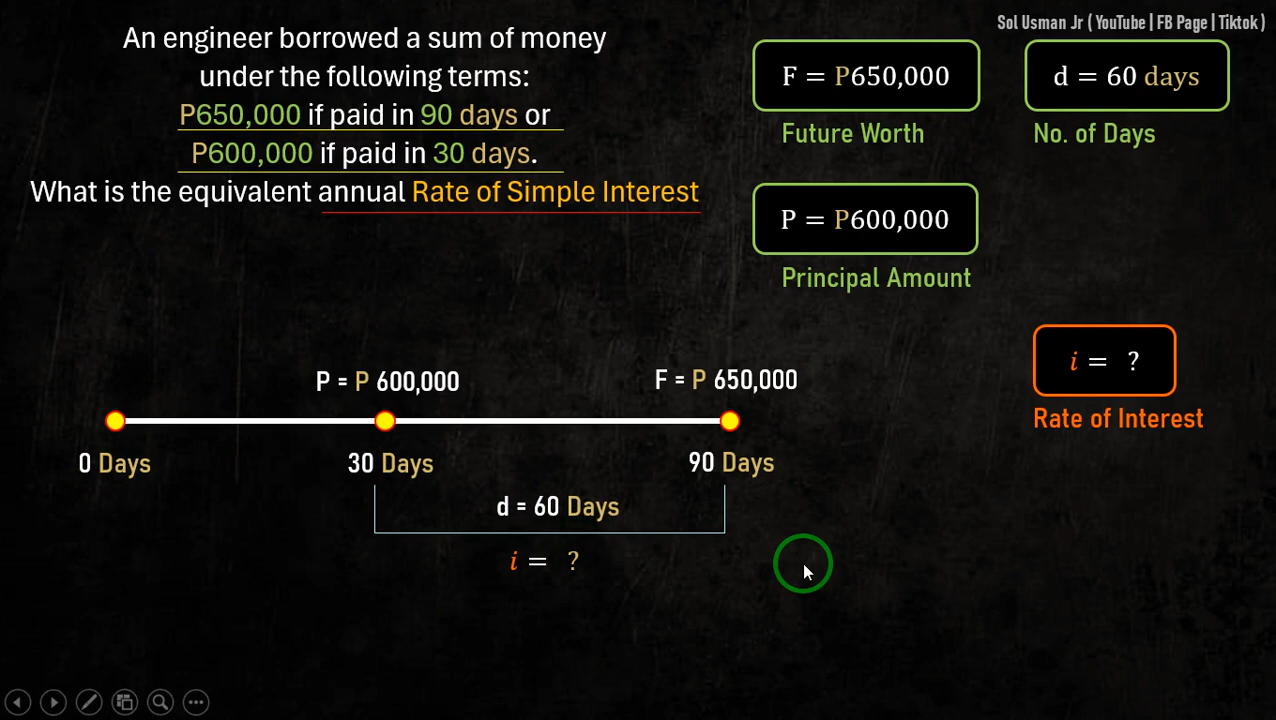 Sol Usman Jr ( YouTube | FB Page | Tiktok )
An engineer borrowed a sum of money
under the following terms:
P650,000 if paid in 90 days or
P600,000 if paid in 30 days.
What is the equivalent annual Rate of Simple Interest
F = P650,000
Future Worth
d = 60 days
No. of Days
P = P600,000
Principal Amount
i = ?
Rate of Interest
P = P 600,000
F = P 650,000
0 Days
30 Days
90 Days
d = 60 Days
i = ?